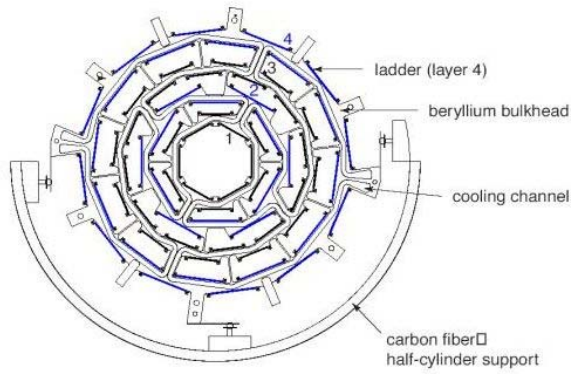 4
3
2
1
ladder (layer 4)
beryllium bulkhead
cooling channel
carbon fiber□
half-cylinder support